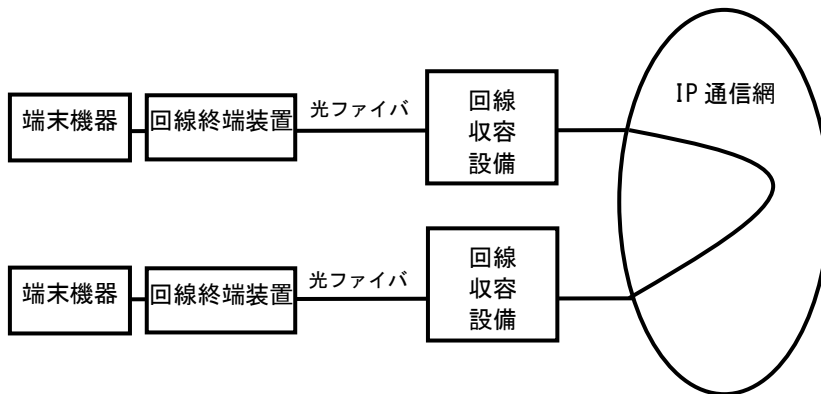 端末機器
回線終端装置
光ファイバ
回線
収容
設備
IP 通信網
端末機器
回線終端装置
光ファイバ
回線
収容
設備